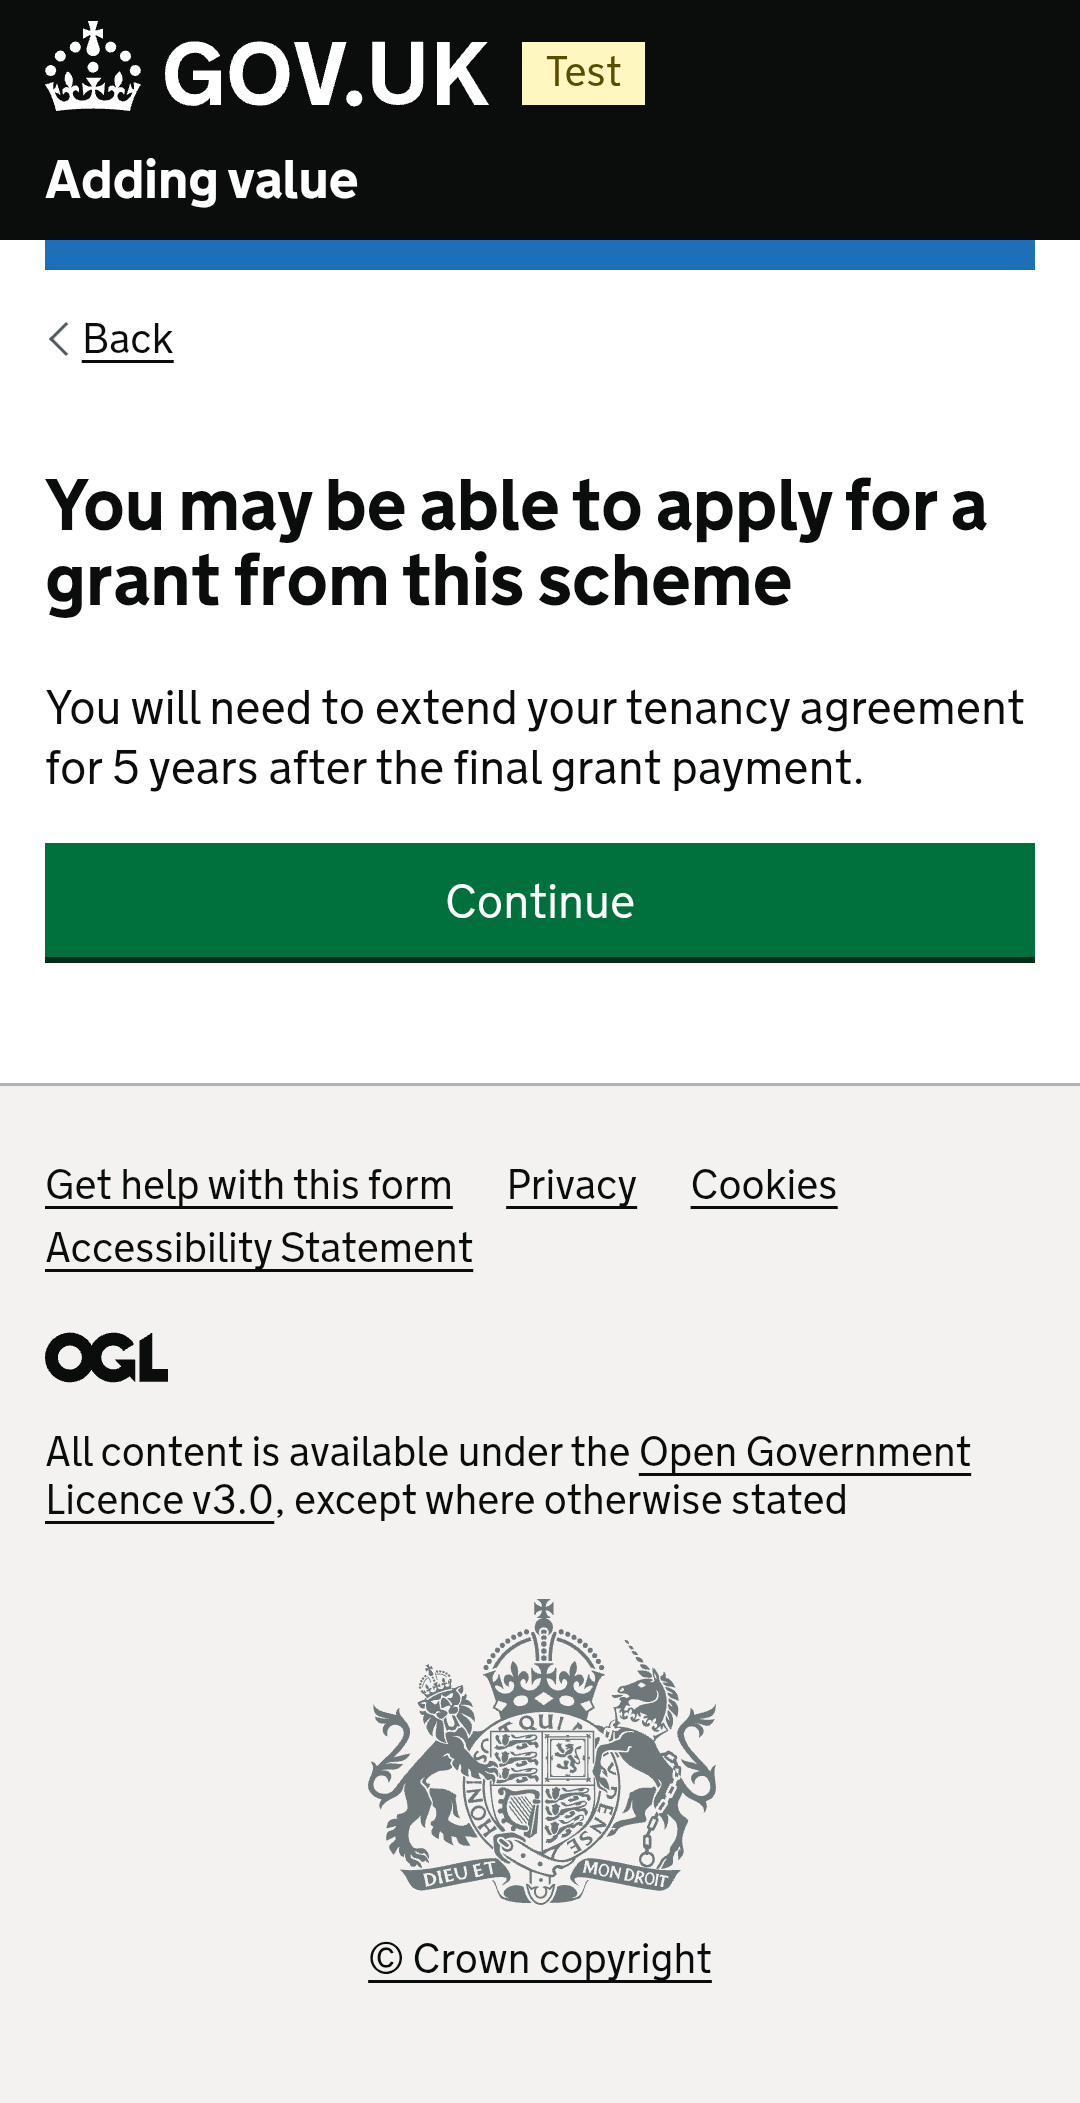 GOV.UK Test
Adding value
Back
You may be able to apply for a
grant from this scheme
You will need to extend your tenancy agreement
for 5 years after the final grant payment.
Continue
Get help with this form Privacy Cookies
Accessibility Statement
OGL
All content is available under the Open Government
Licence v3.0, except where otherwise stated
QUI
HONI
PENSE
DIEU ET MON DROIT
© Crown copyright